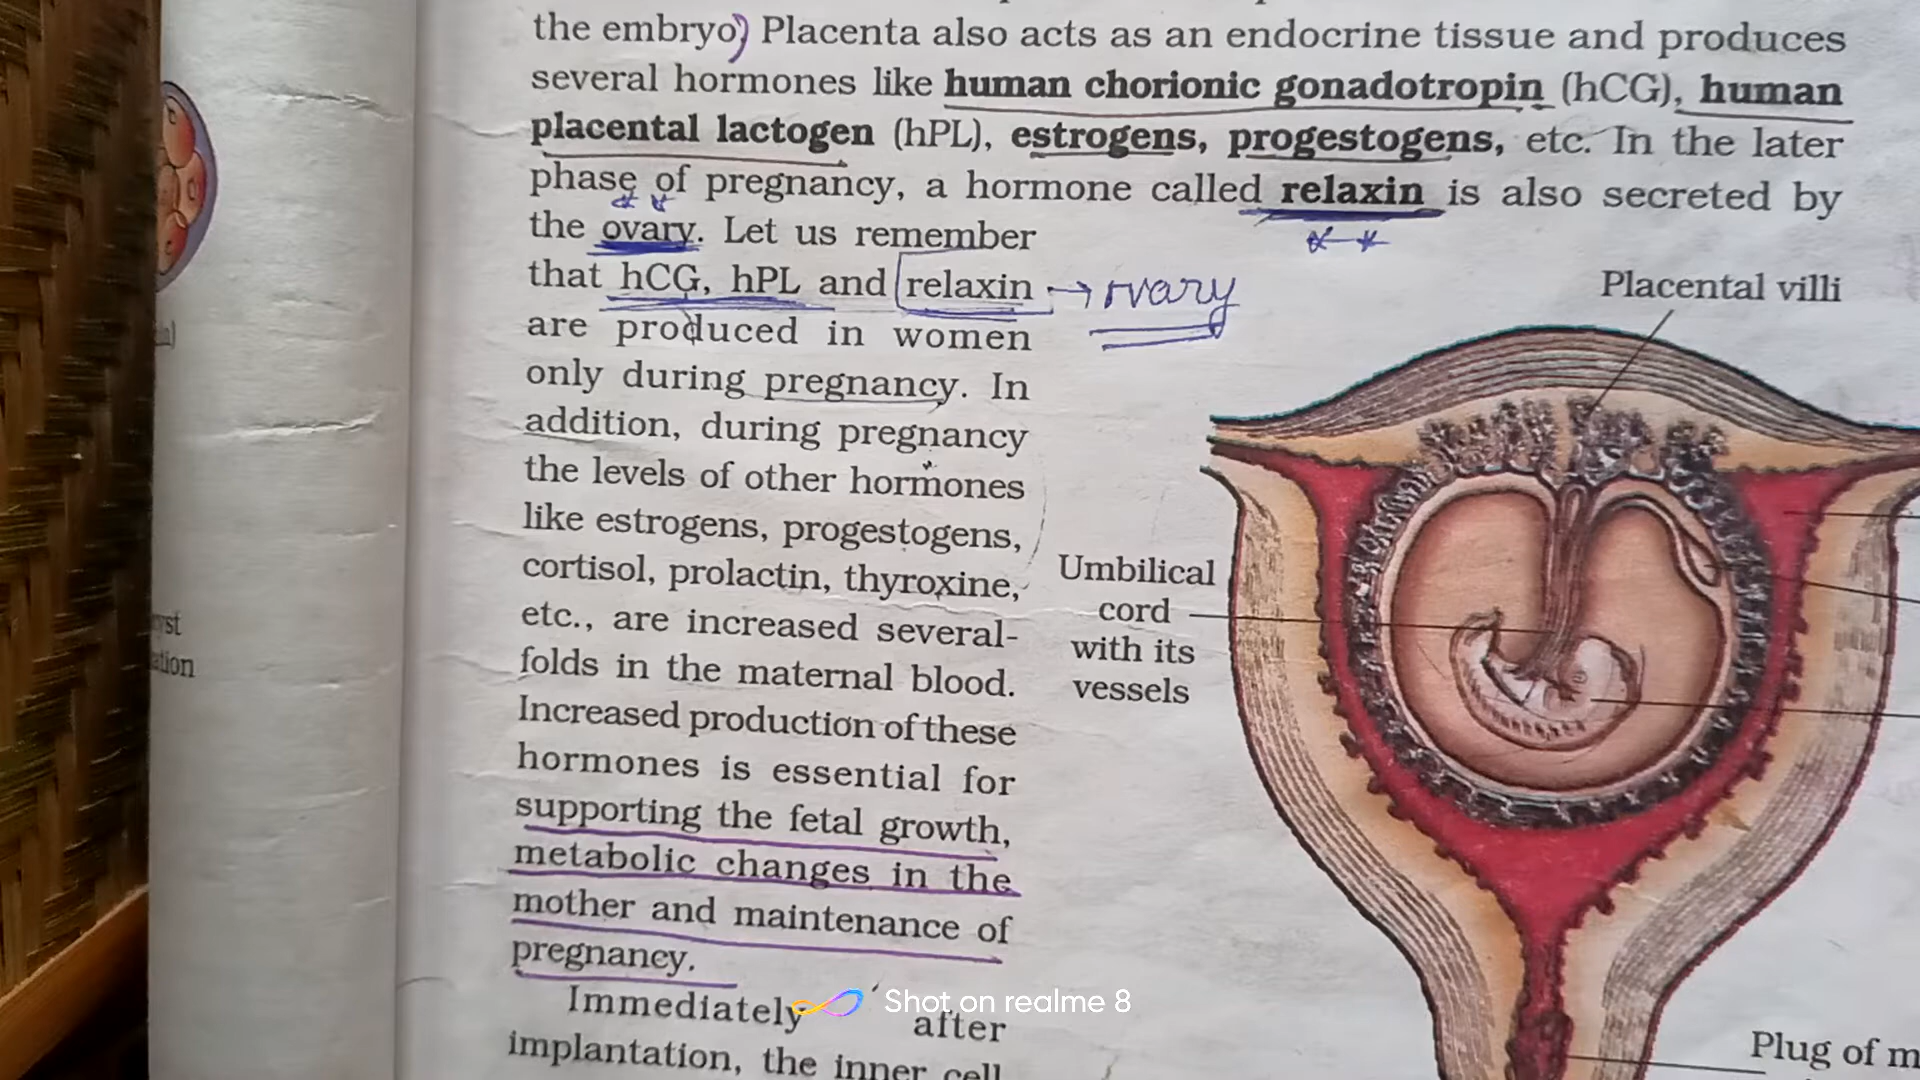 the embryo) Placenta also acts as an endocrine tissue and produces
several hormones like human chorionic gonadotropin (hCG), human
placental lactogen (hPL), estrogens, progestogens, etc. In the later
phase of pregnancy, a hormone called relaxin is also secreted by
the ovary. Let us remember
that hCG, hPL and relaxin → ovary
are produced in women
only during pregnancy. In
addition, during pregnancy
the levels of other hormones
like estrogens, progestogens,
cortisol, prolactin, thyroxine,
etc., are increased several-
folds in the maternal blood.
Increased production of these
hormones is essential for
supporting the fetal growth,
metabolic changes in the
mother and maintenance of
pregnancy.
Immediately after
implantation, the inner cell
Placental villi
Umbilical
cord
with its
vessels
Plug of
Shot on realme 8